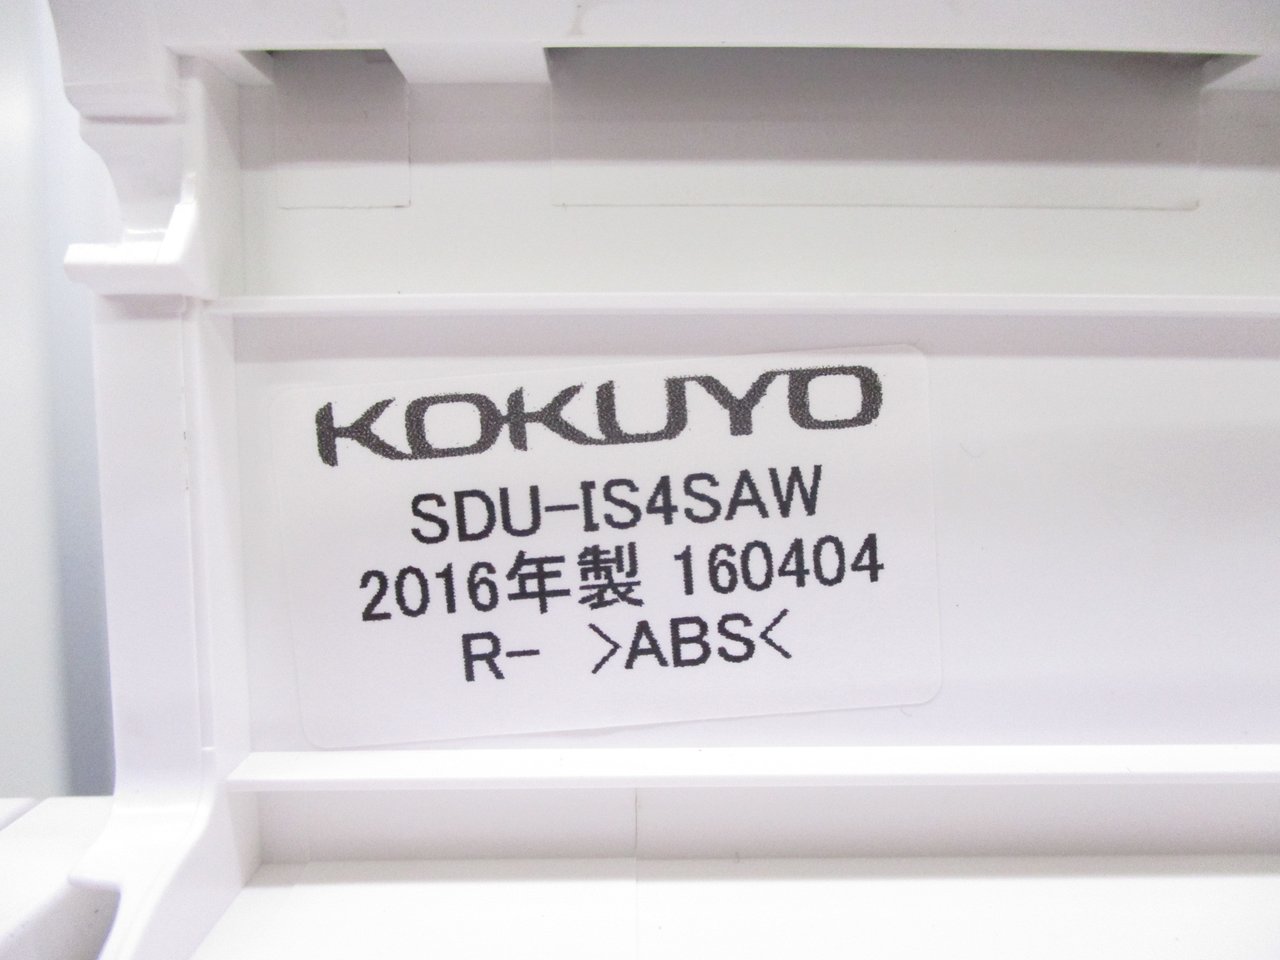 KOKUYO
SDU-IS4SAW
2016年製 160404
R- >ABS<